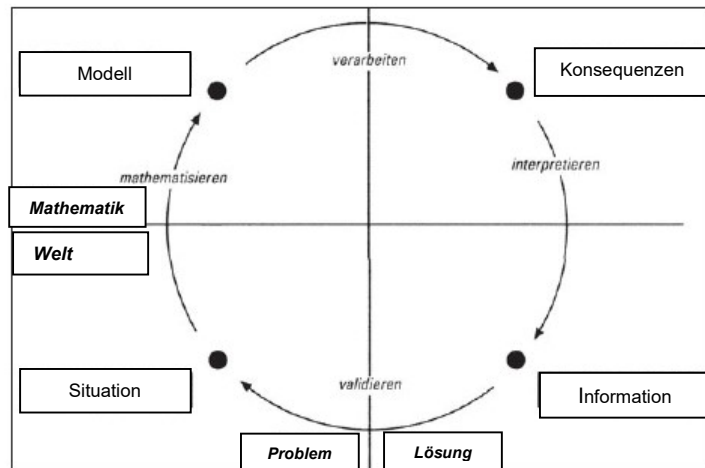 verarbeiten
Modell
Konsequenzen
mathematisieren
interpretieren
Mathematik
Welt
Situation
validieren
Information
Problem
Lösung